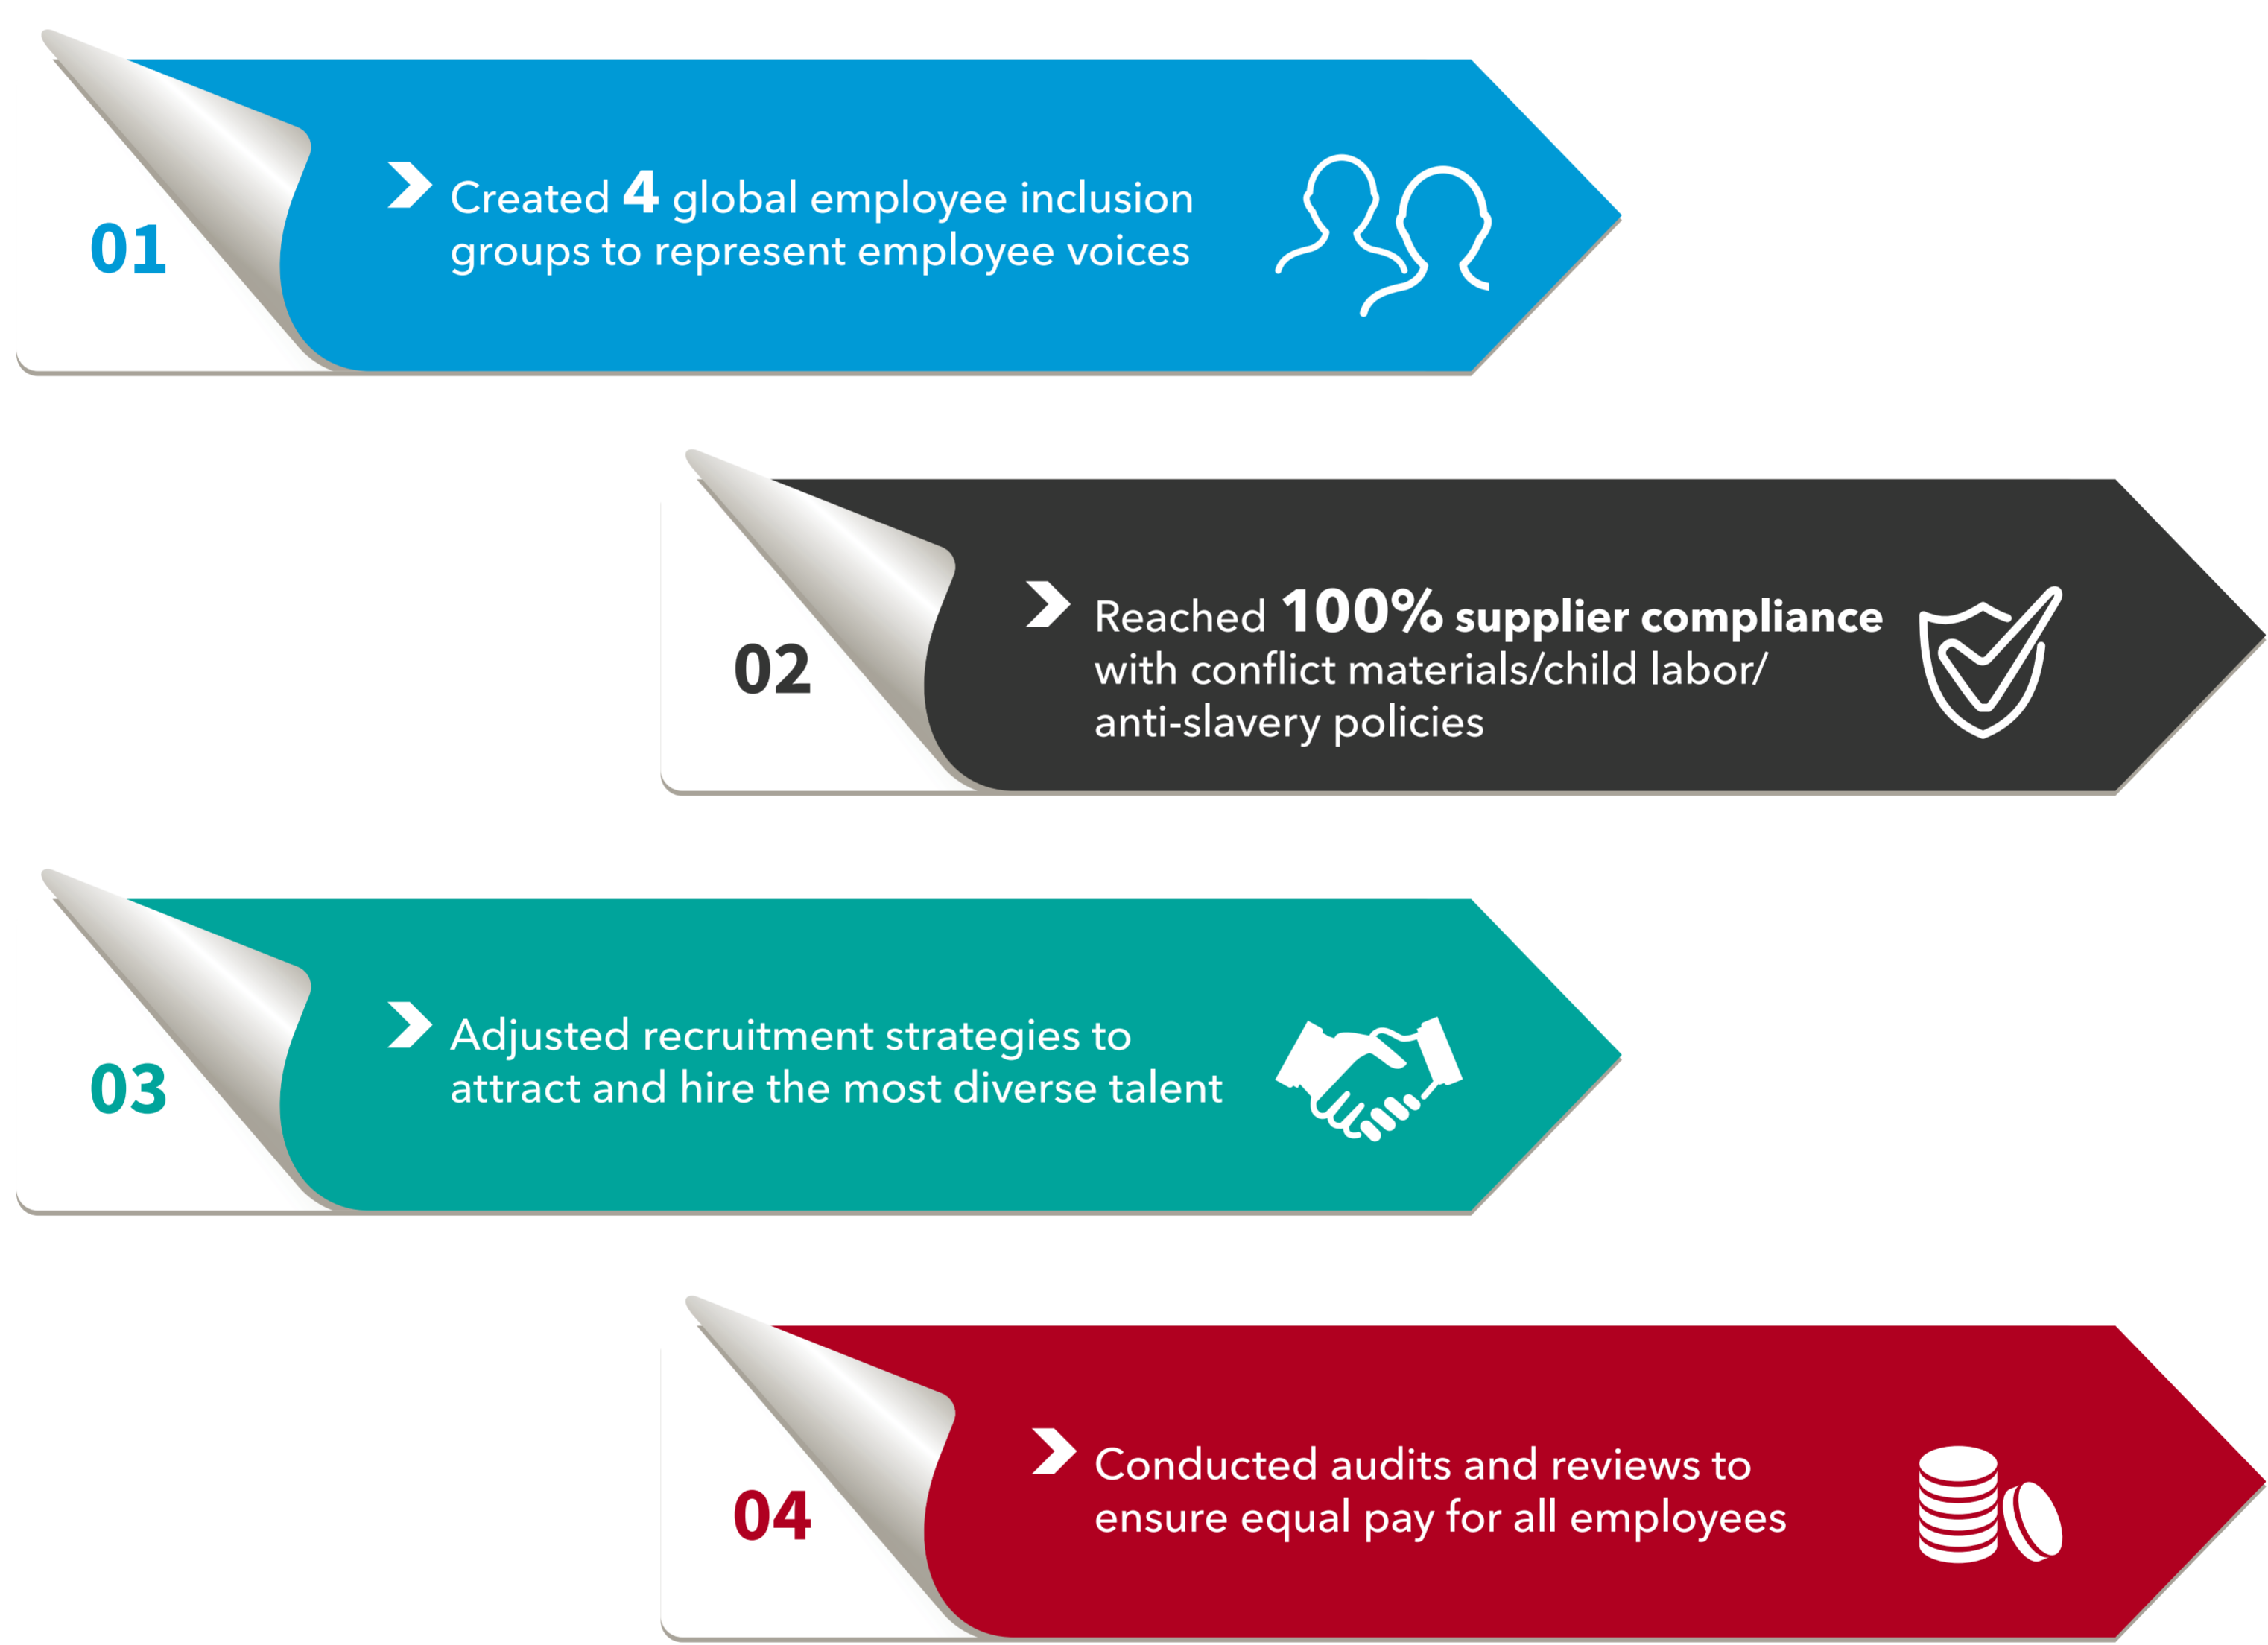 01
Created 4 global employee inclusion
groups to represent employee voices
02
Reached 100% supplier compliance
with conflict materials/child labor/
anti-slavery policies
03
Adjusted recruitment strategies to
attract and hire the most diverse talent
04
Conducted audits and reviews to
ensure equal pay for all employees